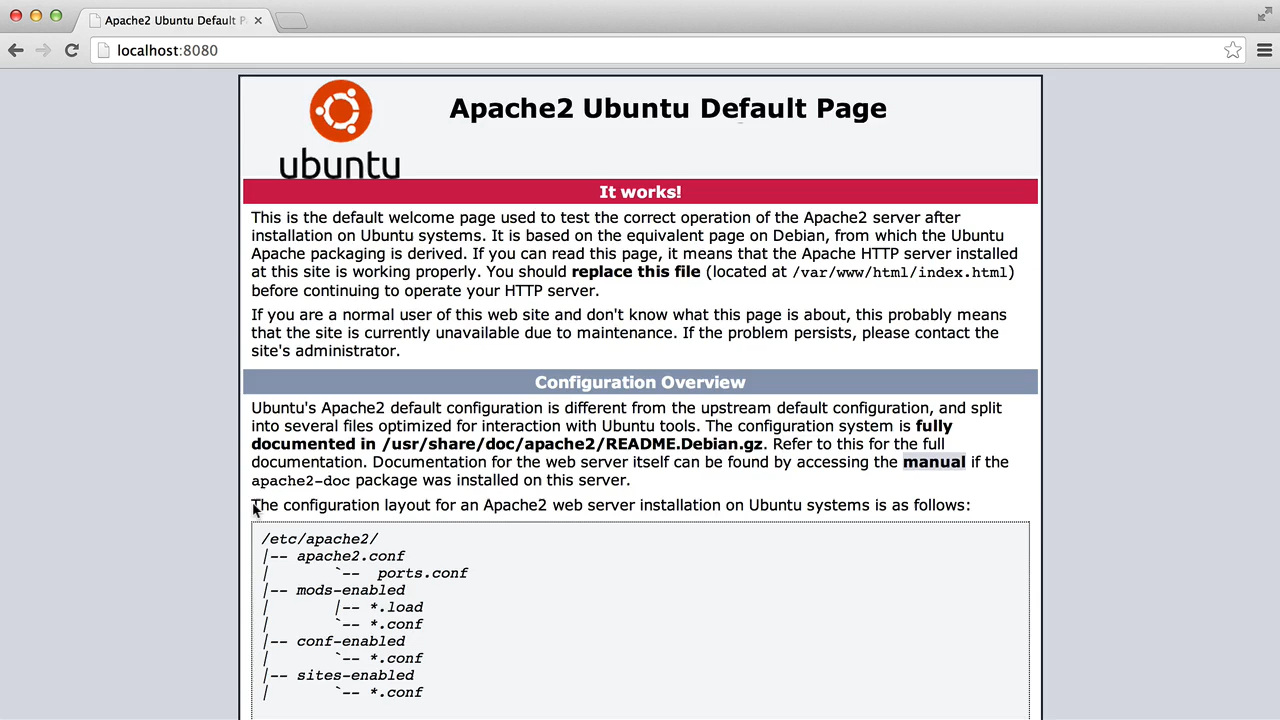 Apache2 Ubuntu Default P
localhost:8080
ubuntu
Apache2 Ubuntu Default Page
It works!
This is the default welcome page used to test the correct operation of the Apache2 server after
installation on Ubuntu systems. It is based on the equivalent page on Debian, from which the Ubuntu
Apache packaging is derived. If you can read this page, it means that the Apache HTTP server installed
at this site is working properly. You should replace this file (located at /var/www/html/index.html)
before continuing to operate your HTTP server.
If you are a normal user of this web site and don't know what this page is about, this probably means
that the site is currently unavailable due to maintenance. If the problem persists, please contact the
site's administrator.
Configuration Overview
Ubuntu's Apache2 default configuration is different from the upstream default configuration, and split
into several files optimized for interaction with Ubuntu tools. The configuration system is fully
documented in /usr/share/doc/apache2/README.Debian.gz. Refer to this for the full
documentation. Documentation for the web server itself can be found by accessing the manual if the
apache2-doc package was installed on this server.
The configuration layout for an Apache2 web server installation on Ubuntu systems is as follows:
/etc/apache2/
|-- apache2.conf
|       `--  ports.conf
|-- mods-enabled
|       |-- *.load
|       `-- *.conf
|-- conf-enabled
|       `-- *.conf
|-- sites-enabled
|       `-- *.conf